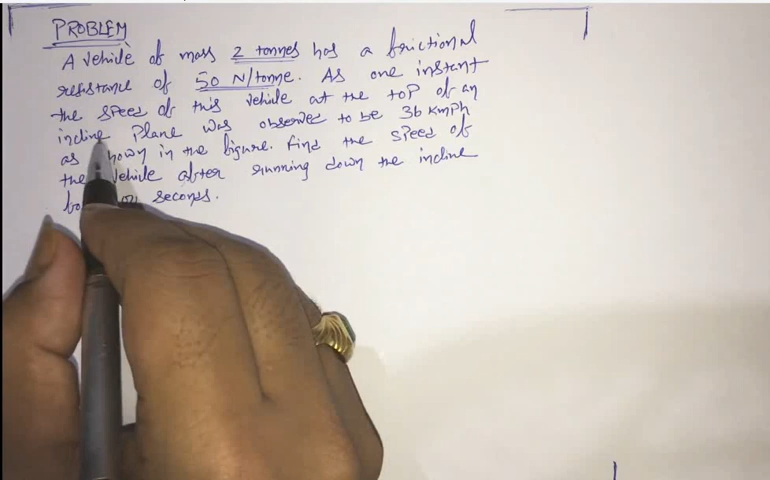 PROBLEM
A vehicle of mass 2 tonnes has a frictional
resistance of 50 N/tonne. As one instant
the speed of this vehicle at the top of an
incline plane was observed to be 36 kmph
as shown in the figure. Find the speed of
the vehicle after running down the incline
seconds.